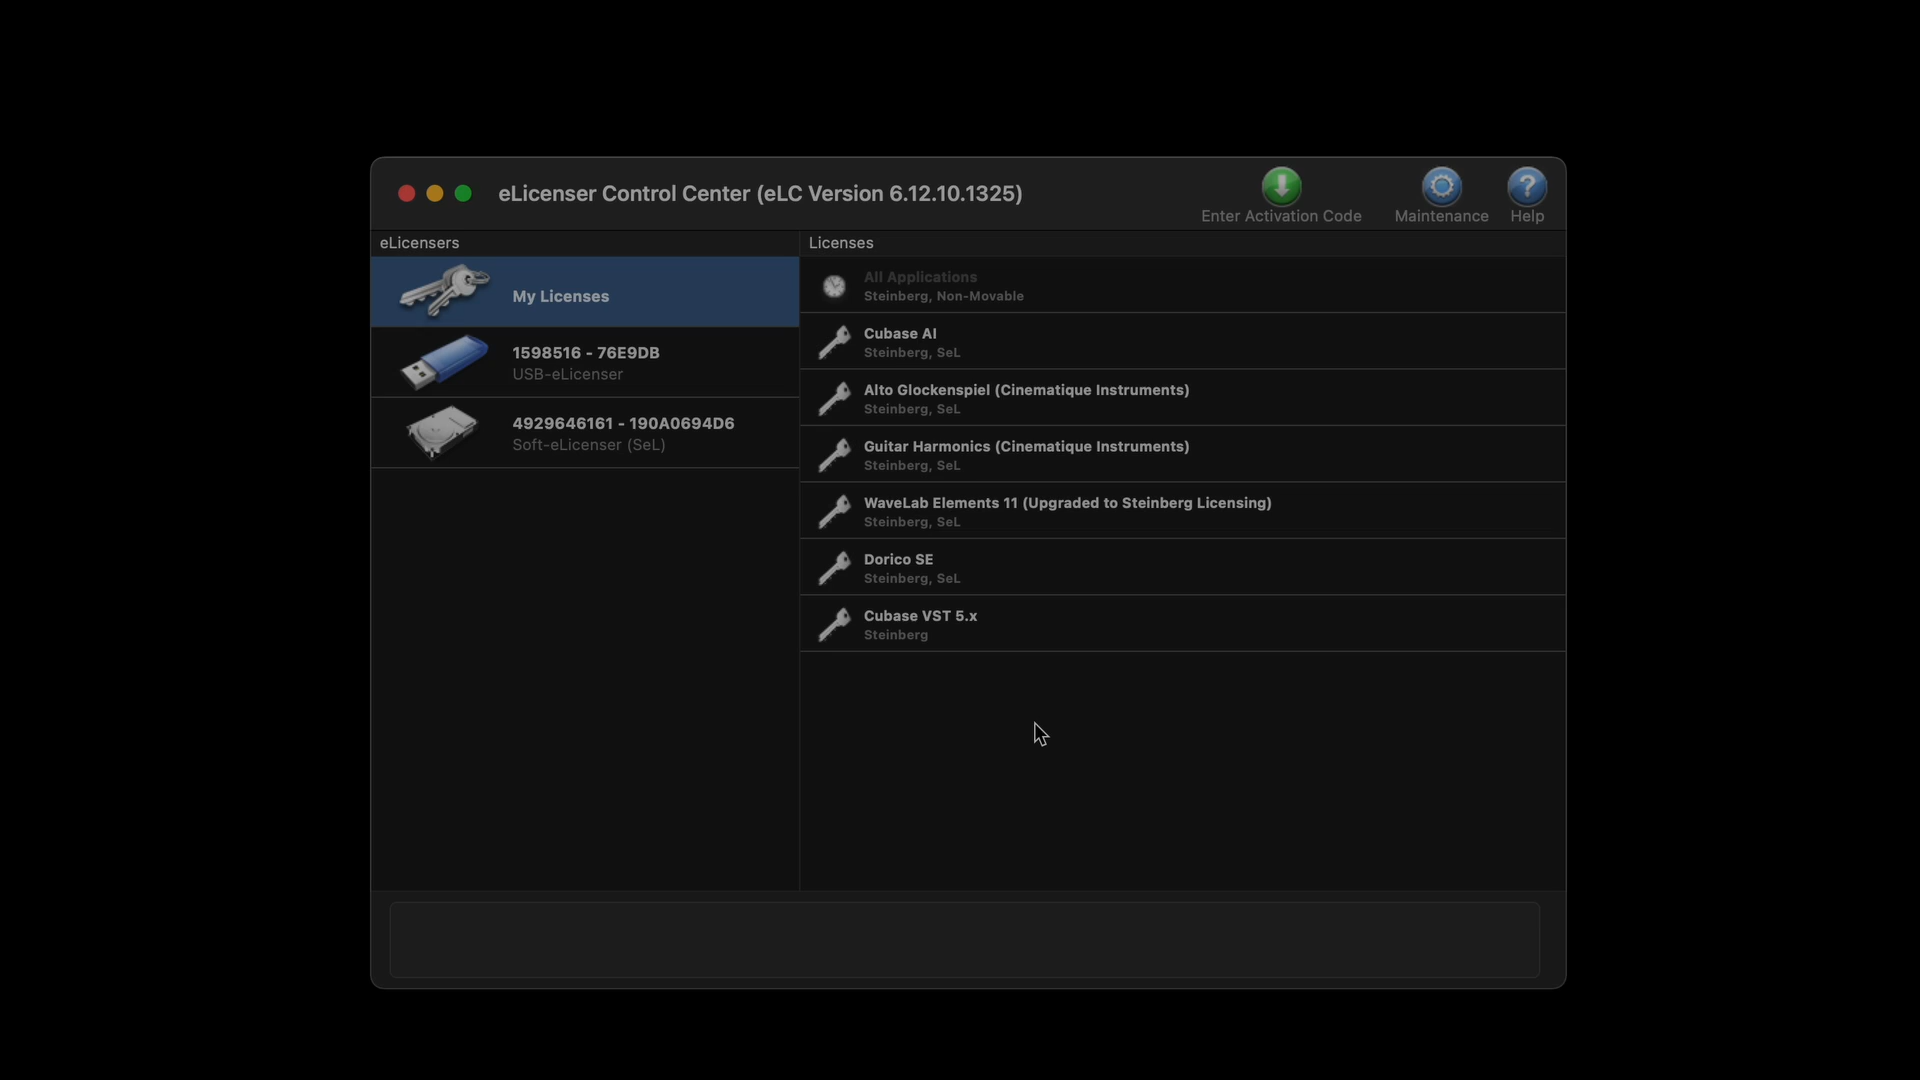 eLicenser Control Center (eLC Version 6.12.10.1325)
Enter Activation Code
Maintenance
Help
eLicensers
My Licenses
1598516 - 76E9DB
USB-eLicenser
4929646161 - 190A0694D6
Soft-eLicenser (SeL)
Licenses
All Applications
Steinberg, Non-Movable
Cubase AI
Steinberg, SeL
Alto Glockenspiel (Cinematique Instruments)
Steinberg, SeL
Guitar Harmonics (Cinematique Instruments)
Steinberg, SeL
WaveLab Elements 11 (Upgraded to Steinberg Licensing)
Steinberg, SeL
Dorico SE
Steinberg, SeL
Cubase VST 5.x
Steinberg